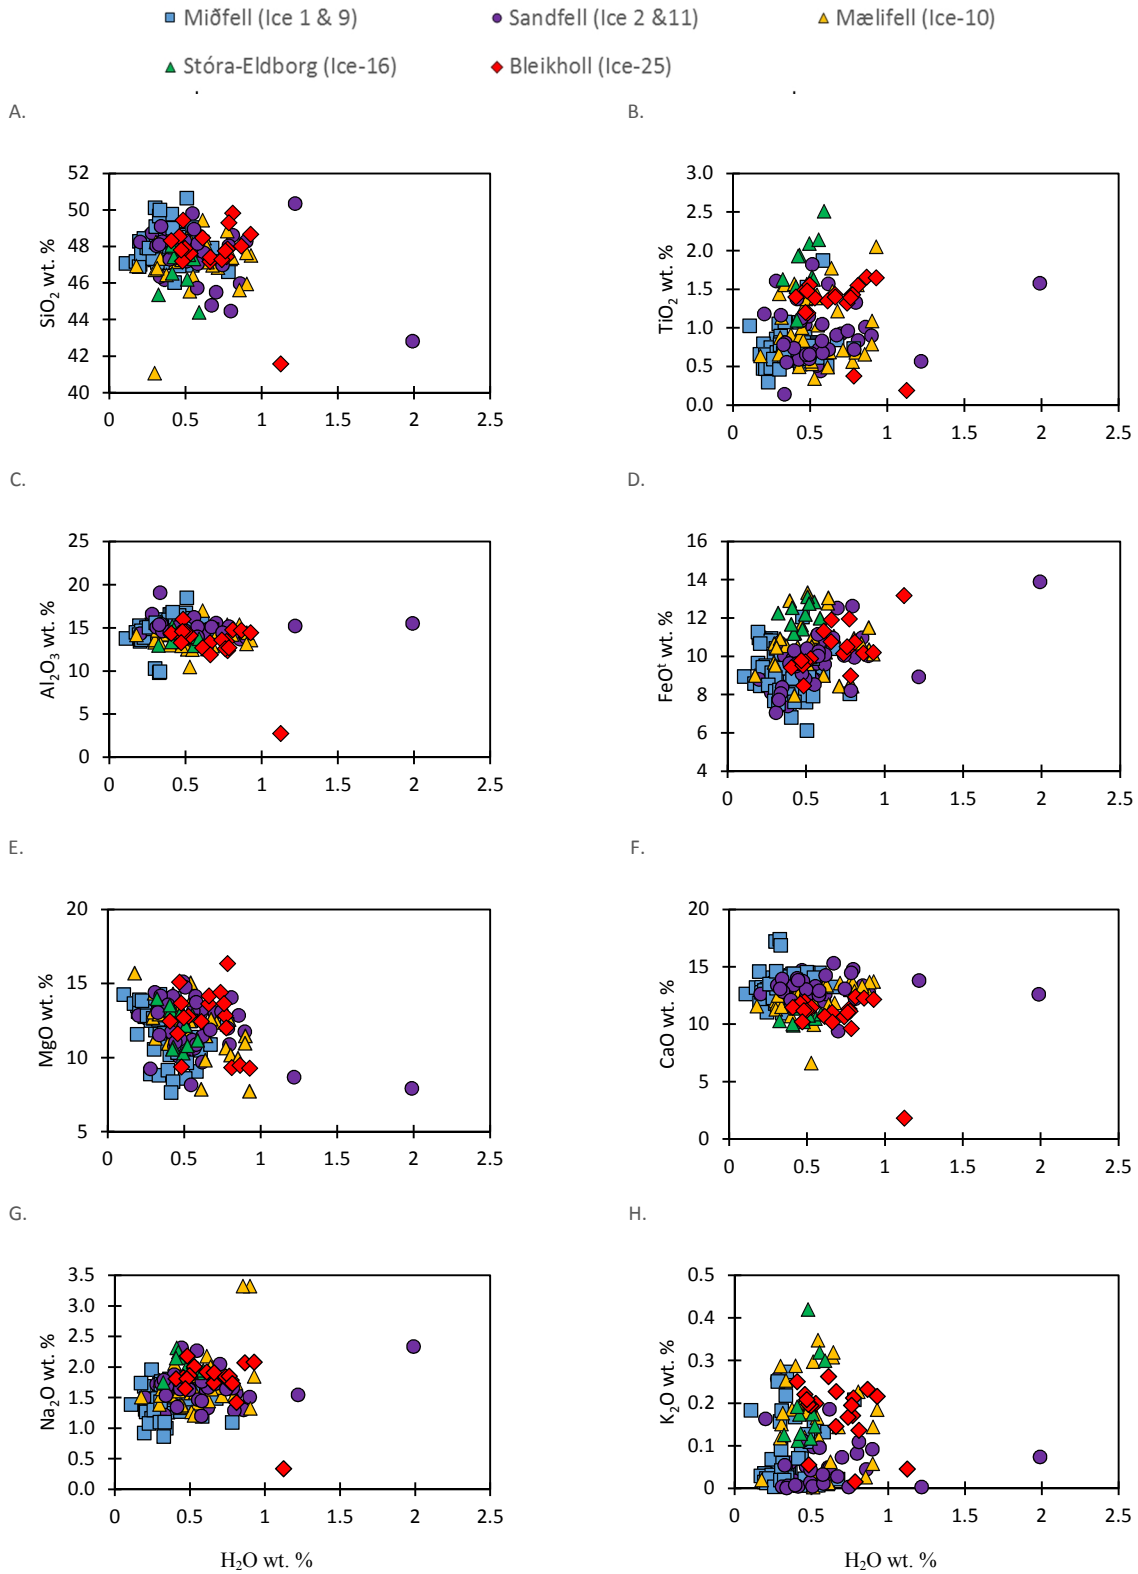 Miðfell (Ice 1 & 9) Sandfell (Ice 2 &11) Mælifell (Ice-10)
Stóra-Eldborg (Ice-16) Bleikholl (Ice-25)
A. B.
SiO₂ wt. %
52
50
48
46
44
42
40
0 0.5 1 1.5 2 2.5
TiO₂ wt. %
3.0
2.5
2.0
1.5
1.0
0.5
0.0
0 0.5 1 1.5 2 2.5
C. D.
Al₂O₃ wt. %
25
20
15
10
5
0
0 0.5 1 1.5 2 2.5
FeOᵗ wt. %
16
14
12
10
8
6
4
0 0.5 1 1.5 2 2.5
E. F.
MgO wt. %
20
15
10
5
0 0.5 1 1.5 2 2.5
CaO wt. %
20
15
10
5
0
0 0.5 1 1.5 2 2.5
G. H.
Na₂O wt. %
3.5
3.0
2.5
2.0
1.5
1.0
0.5
0.0
0 0.5 1 1.5 2 2.5
H₂O wt. %
K₂O wt. %
0.5
0.4
0.3
0.2
0.1
0
0 0.5 1 1.5 2 2.5
H₂O wt. %